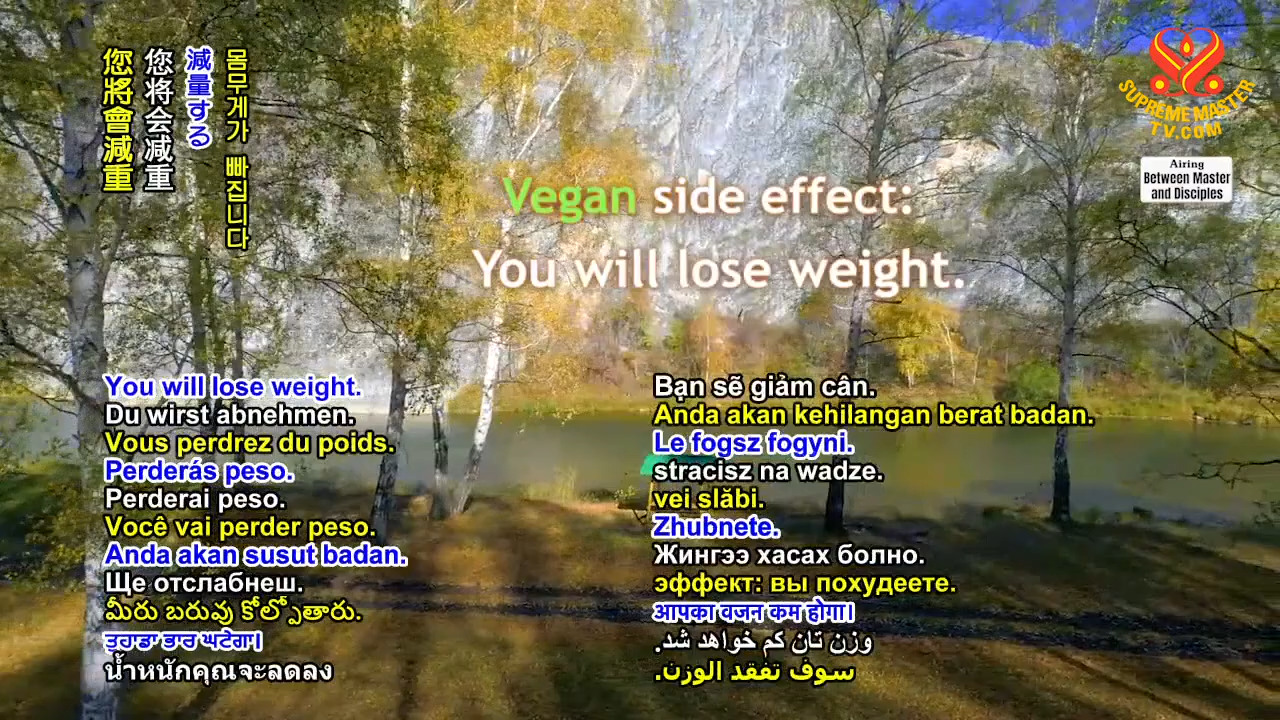 您將會減重
您将会减重
減量する
몸무게가 빠집니다
SUPREME MASTER
TV.COM
Airing
Between Master
and Disciples
Vegan side effect:
You will lose weight.
You will lose weight.
Du wirst abnehmen.
Vous perdrez du poids.
Perderás peso.
Perderai peso.
Você vai perder peso.
Anda akan susut badan.
Ще отслабнеш.
మీరు బరువు కోల్పోతారు.
ਤੁਹਾਡਾ ਭਾਰ ਘਟੇਗਾ।
น้ำหนักคุณจะลดลง
Bạn sẽ giảm cân.
Anda akan kehilangan berat badan.
Le fogsz fogyni.
stracisz na wadze.
vei slăbi.
Zhubnete.
Жингээ хасах болно.
эффект: вы похудеете.
आपका वजन कम होगा।
وزن تان کم خواهد شد.
سوف تفقد الوزن.